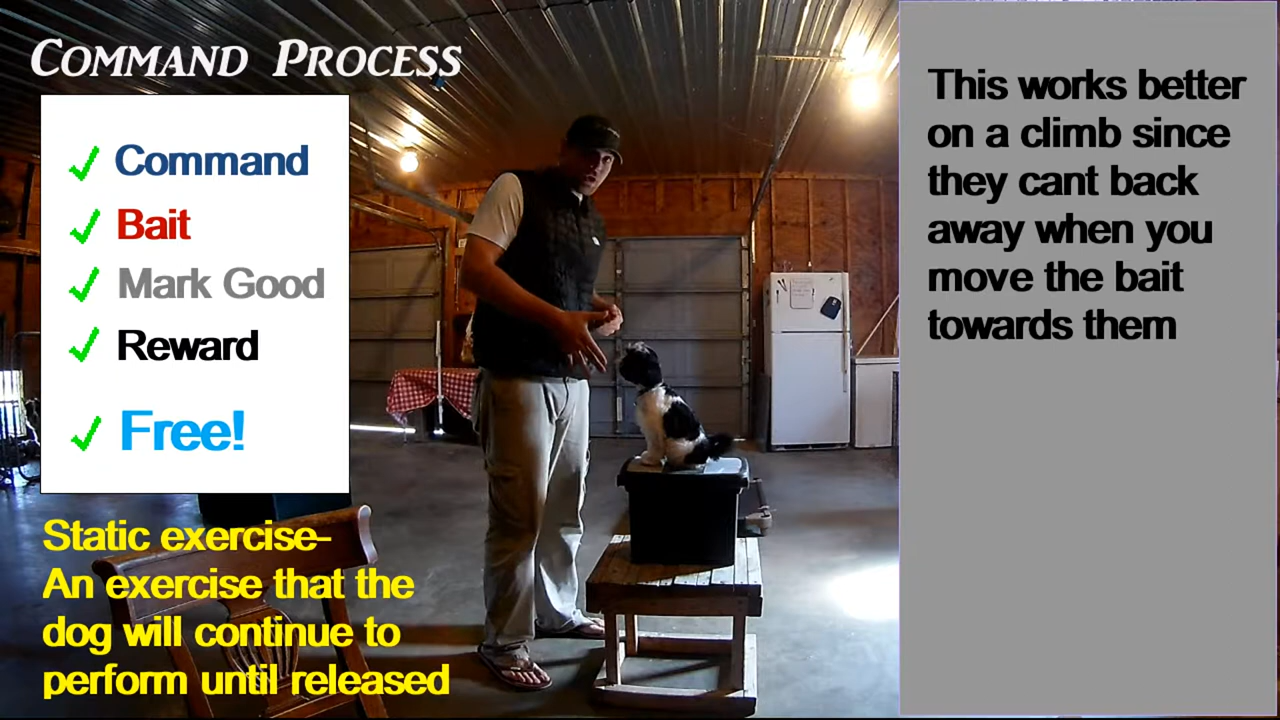 Command Process
Command
Bait
Mark Good
Reward
Free!
Static exercise-
An exercise that the
dog will continue to
perform until released
This works better
on a climb since
they cant back
away when you
move the bait
towards them